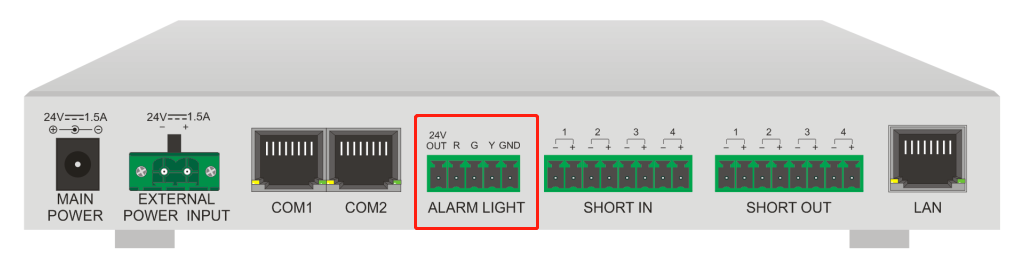 24V⎓1.5A
⊕ ⊖
MAIN
POWER
24V⎓1.5A
− +
EXTERNAL
POWER INPUT
COM1
COM2
24V
OUT R G Y GND
ALARM LIGHT
1 2 3 4
− + − + − + − +
SHORT IN
1 2 3 4
− + − + − + − +
SHORT OUT
LAN